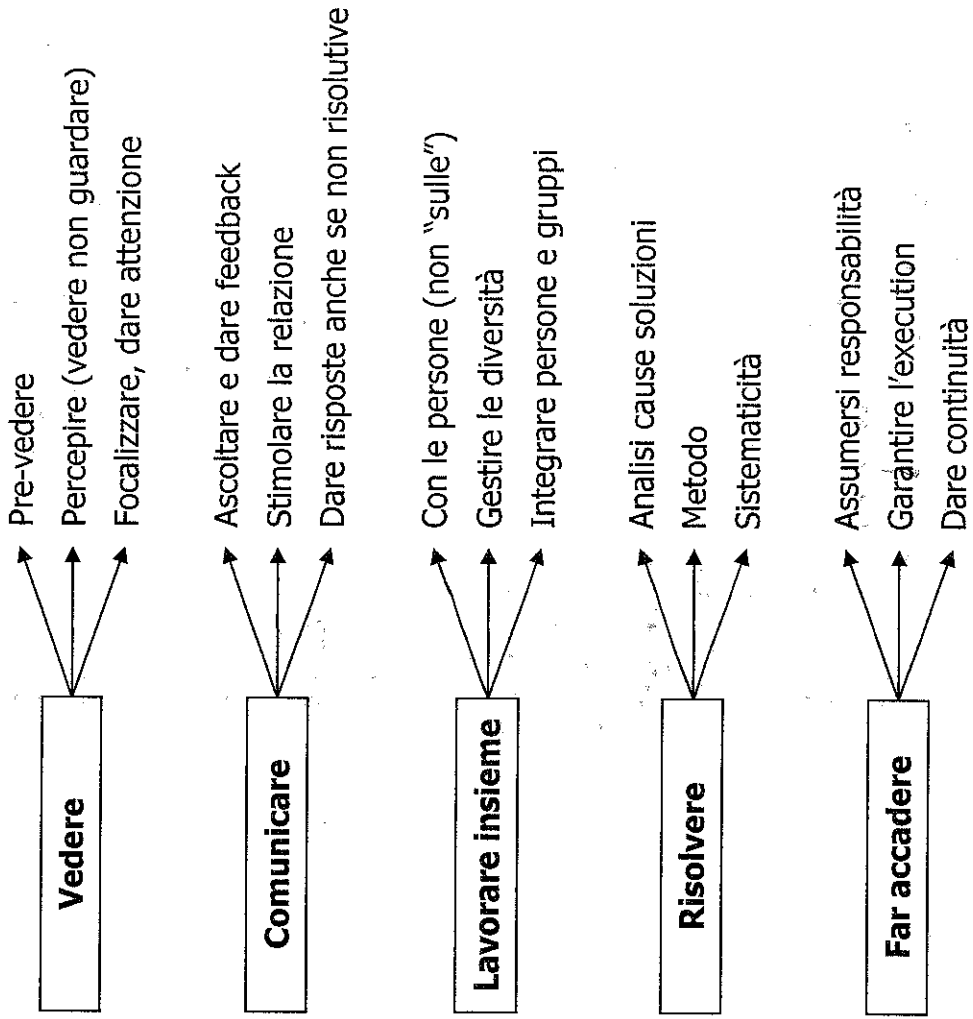 Vedere
Pre-vedere
Percepire (vedere non guardare)
Focalizzare, dare attenzione
Comunicare
Ascoltare e dare feedback
Stimolare la relazione
Dare risposte anche se non risolutive
Lavorare insieme
Con le persone (non “sulle”)
Gestire le diversità
Integrare persone e gruppi
Risolvere
Analisi cause soluzioni
Metodo
Sistematicità
Far accadere
Assumersi responsabilità
Garantire l'execution
Dare continuità